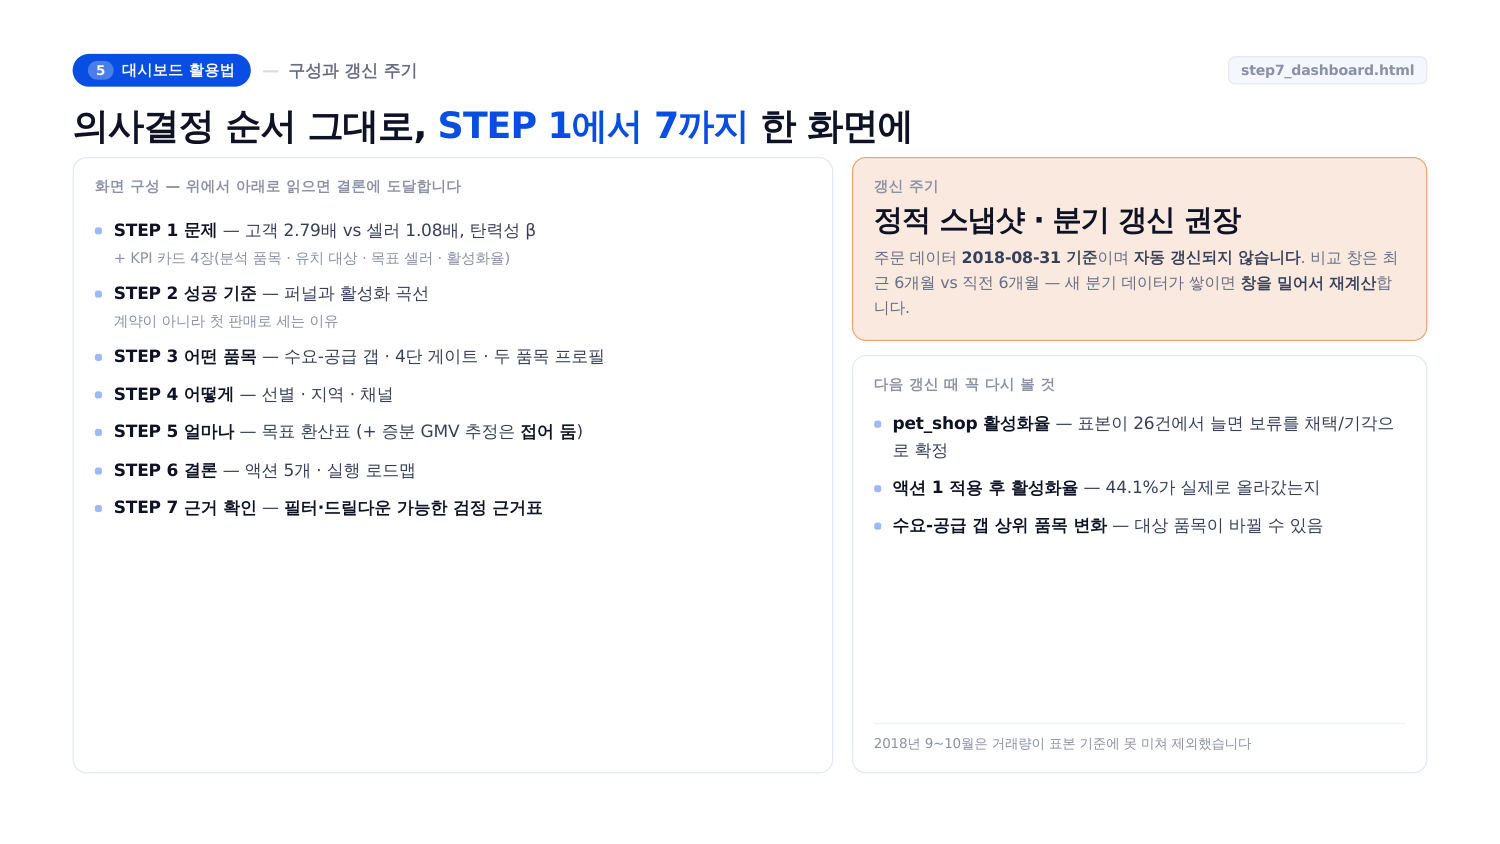 5 대시보드 활용법 — 구성과 갱신 주기
step7_dashboard.html
의사결정 순서 그대로, STEP 1에서 7까지 한 화면에
화면 구성 — 위에서 아래로 읽으면 결론에 도달합니다
STEP 1 문제 — 고객 2.79배 vs 셀러 1.08배, 탄력성 β
+ KPI 카드 4장(분석 품목 · 유치 대상 · 목표 셀러 · 활성화율)
STEP 2 성공 기준 — 퍼널과 활성화 곡선
계약이 아니라 첫 판매로 세는 이유
STEP 3 어떤 품목 — 수요-공급 갭 · 4단 게이트 · 두 품목 프로필
STEP 4 어떻게 — 선별 · 지역 · 채널
STEP 5 얼마나 — 목표 환산표 (+ 증분 GMV 추정은 접어 둠)
STEP 6 결론 — 액션 5개 · 실행 로드맵
STEP 7 근거 확인 — 필터·드릴다운 가능한 검정 근거표
갱신 주기
정적 스냅샷 · 분기 갱신 권장
주문 데이터 2018-08-31 기준이며 자동 갱신되지 않습니다. 비교 창은 최
근 6개월 vs 직전 6개월 — 새 분기 데이터가 쌓이면 창을 밀어서 재계산합
니다.
다음 갱신 때 꼭 다시 볼 것
pet_shop 활성화율 — 표본이 26건에서 늘면 보류를 채택/기각으
로 확정
액션 1 적용 후 활성화율 — 44.1%가 실제로 올라갔는지
수요-공급 갭 상위 품목 변화 — 대상 품목이 바뀔 수 있음
2018년 9~10월은 거래량이 표본 기준에 못 미쳐 제외했습니다